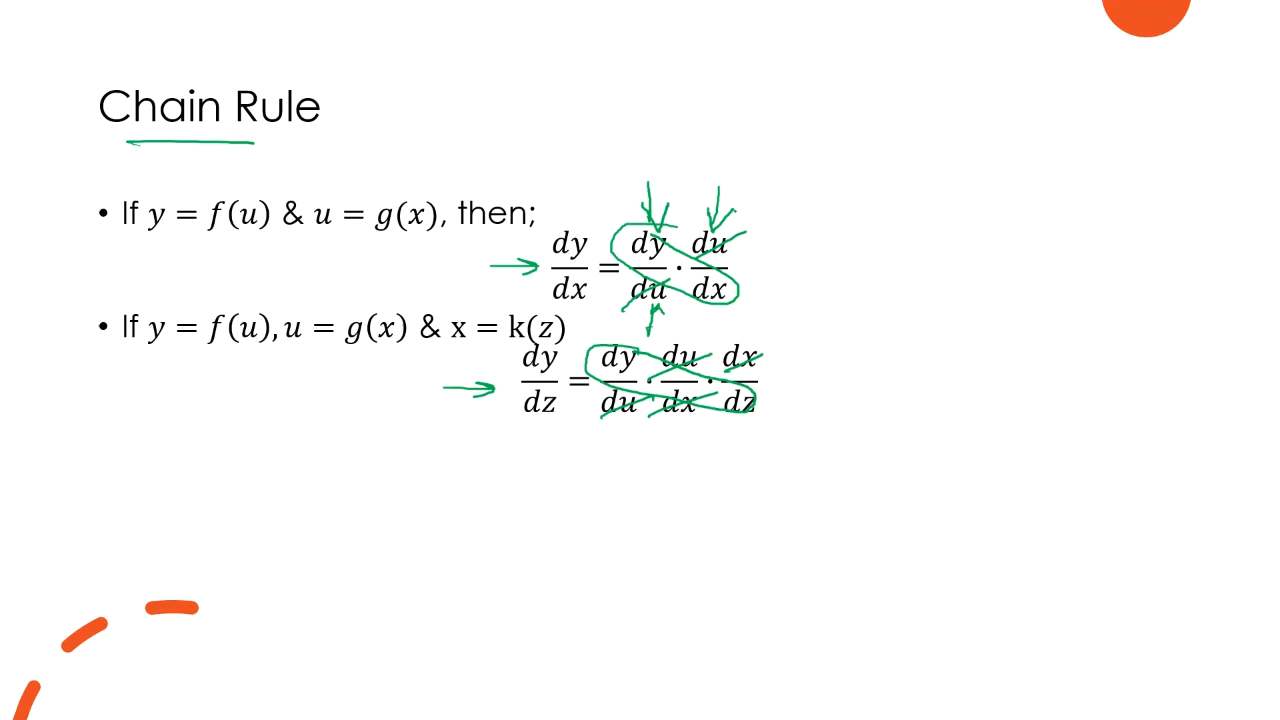 Chain Rule
• If 𝑦 = 𝑓(𝑢) & 𝑢 = 𝑔(𝑥), then;
𝑑𝑦/𝑑𝑥 = 𝑑𝑦/𝑑𝑢 · 𝑑𝑢/𝑑𝑥
• If 𝑦 = 𝑓(𝑢), 𝑢 = 𝑔(𝑥) & x = k(𝑧)
𝑑𝑦/𝑑𝑧 = 𝑑𝑦/𝑑𝑢 · 𝑑𝑢/𝑑𝑥 · 𝑑𝑥/𝑑𝑧